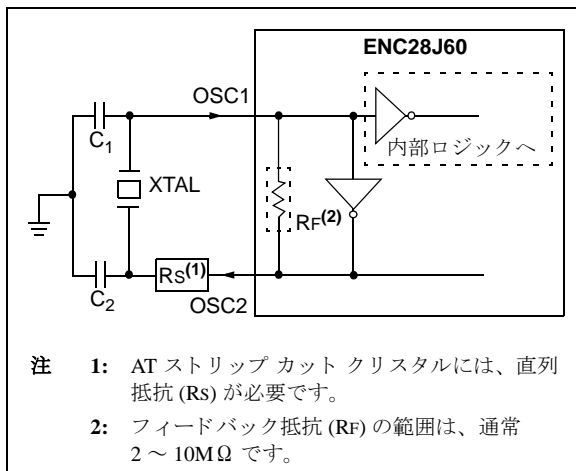 ENC28J60
OSC1
C1
内部ロジックへ
XTAL
RF(2)
RS(1)
C2
OSC2
注 1: AT ストリップ カット クリスタルには、直列
抵抗 (RS) が必要です。
2: フィードバック抵抗 (RF) の範囲は、通常
2 ~ 10MΩ です。